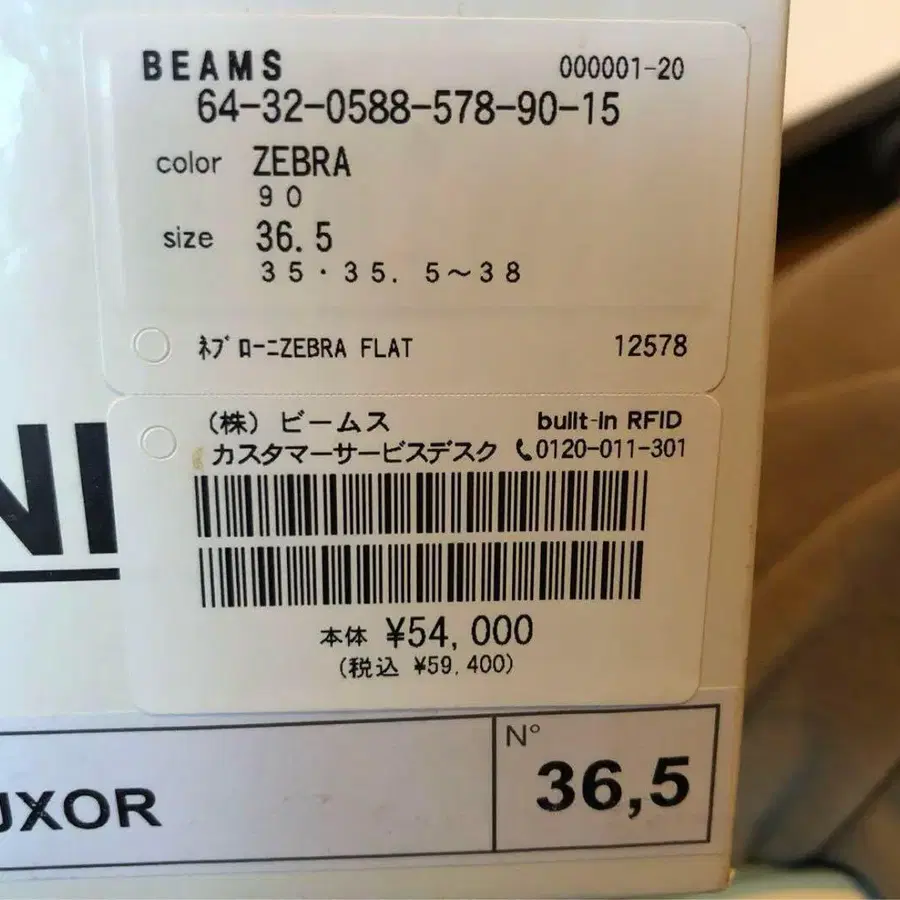 BEAMS 000001-20
64-32-0588-578-90-15
color ZEBRA
90
size 36.5
35・35.5～38
ﾈﾌﾞﾛｰﾆZEBRA FLAT 12578
(株) ビームス built-in RFID
カスタマーサービスデスク 0120-011-301
NI
本体 ¥54,000
(税込 ¥59,400)
N°
UXOR 36,5